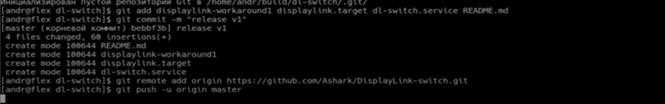 Инициализирован пустой репозиторий Git в /home/andr/build/dl-switch/.git/
[andr@flex dl-switch]$ git add displaylink-workaround1 displaylink.target dl-switch.service README.md
[andr@flex dl-switch]$ git commit -m "release v1"
[master (корневой коммит) bebbf3b] release v1
4 files changed, 60 insertions(+)
create mode 100644 README.md
create mode 100644 displaylink-workaround1
create mode 100644 displaylink.target
create mode 100644 dl-switch.service
[andr@flex dl-switch]$ git remote add origin https://github.com/Ashark/DisplayLink-switch.git
[andr@flex dl-switch]$ git push -u origin master